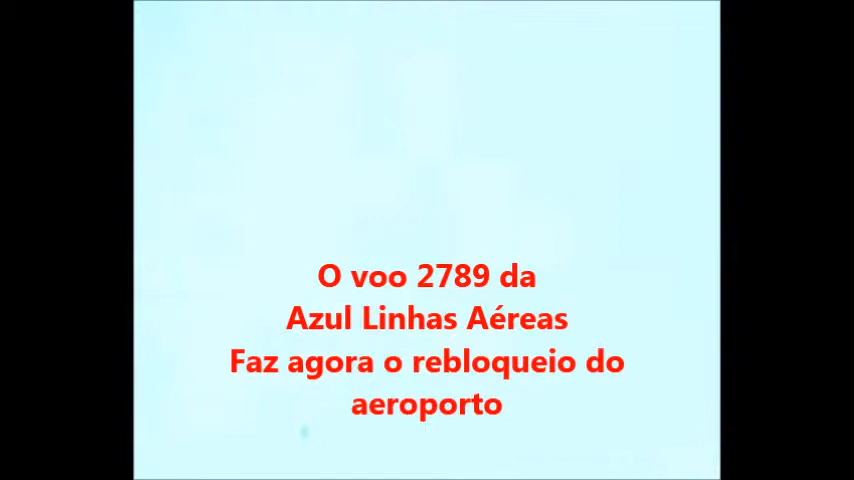 O voo 2789 da
Azul Linhas Aéreas
Faz agora o rebloqueio do
aeroporto